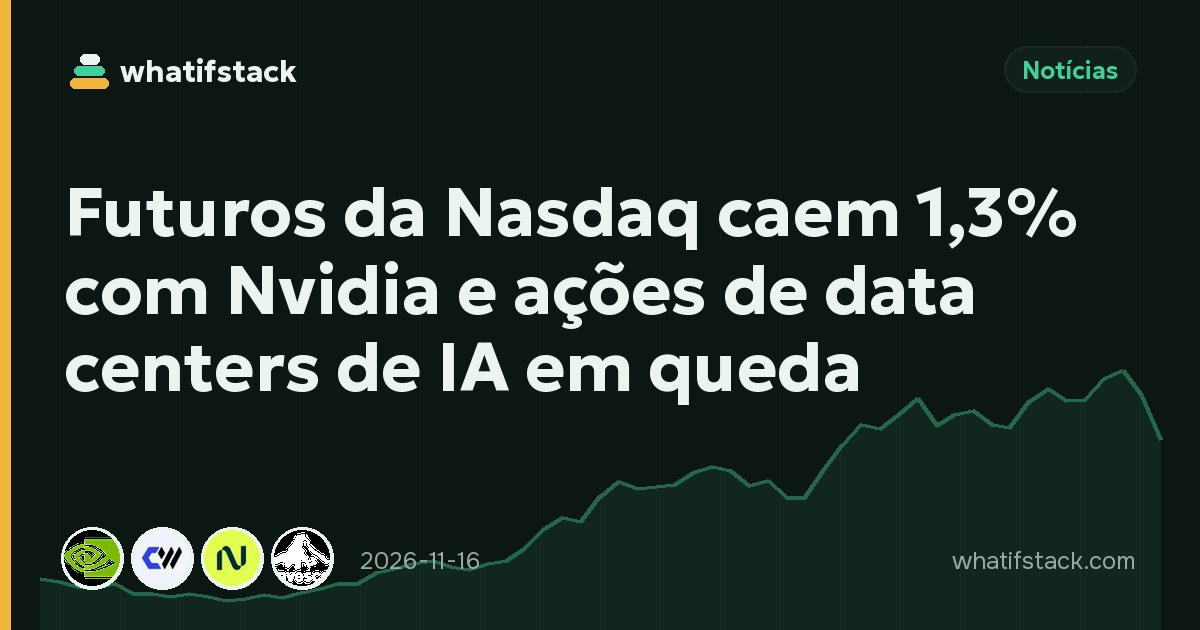 whatifstack
Notícias
Futuros da Nasdaq caem 1,3%
com Nvidia e ações de data
centers de IA em queda
2026-11-16
whatifstack.com